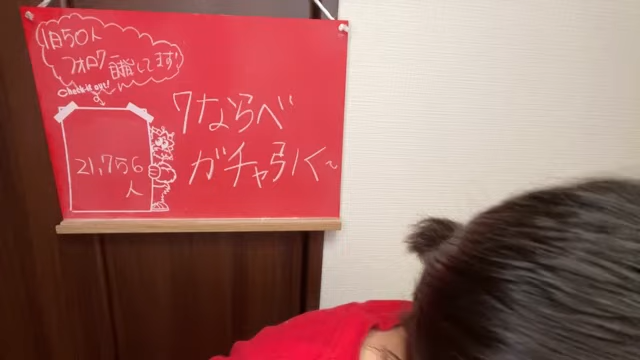 1日50人
フォロワー目指してます!
Check it out!
21,756
人
7ならべ
ガチャ引く〜